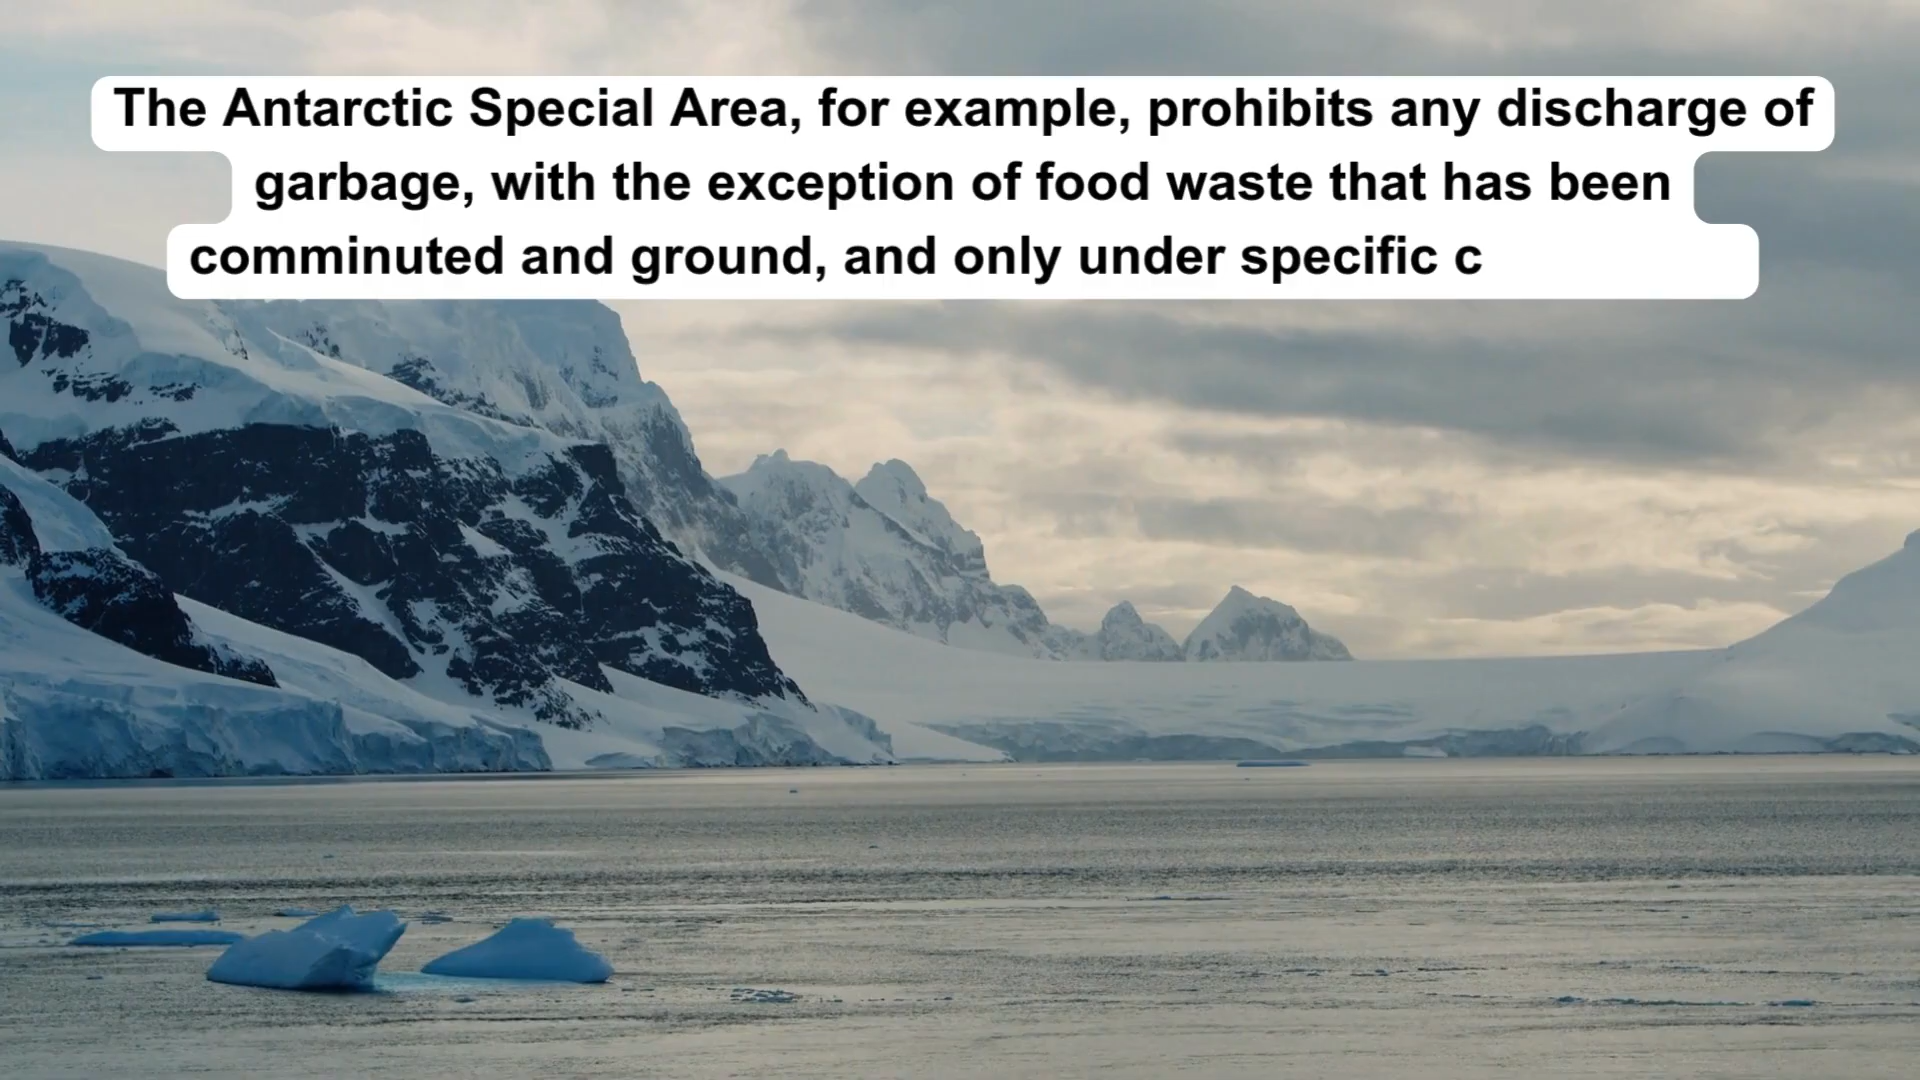 The Antarctic Special Area, for example, prohibits any discharge of
garbage, with the exception of food waste that has been
comminuted and ground, and only under specific c